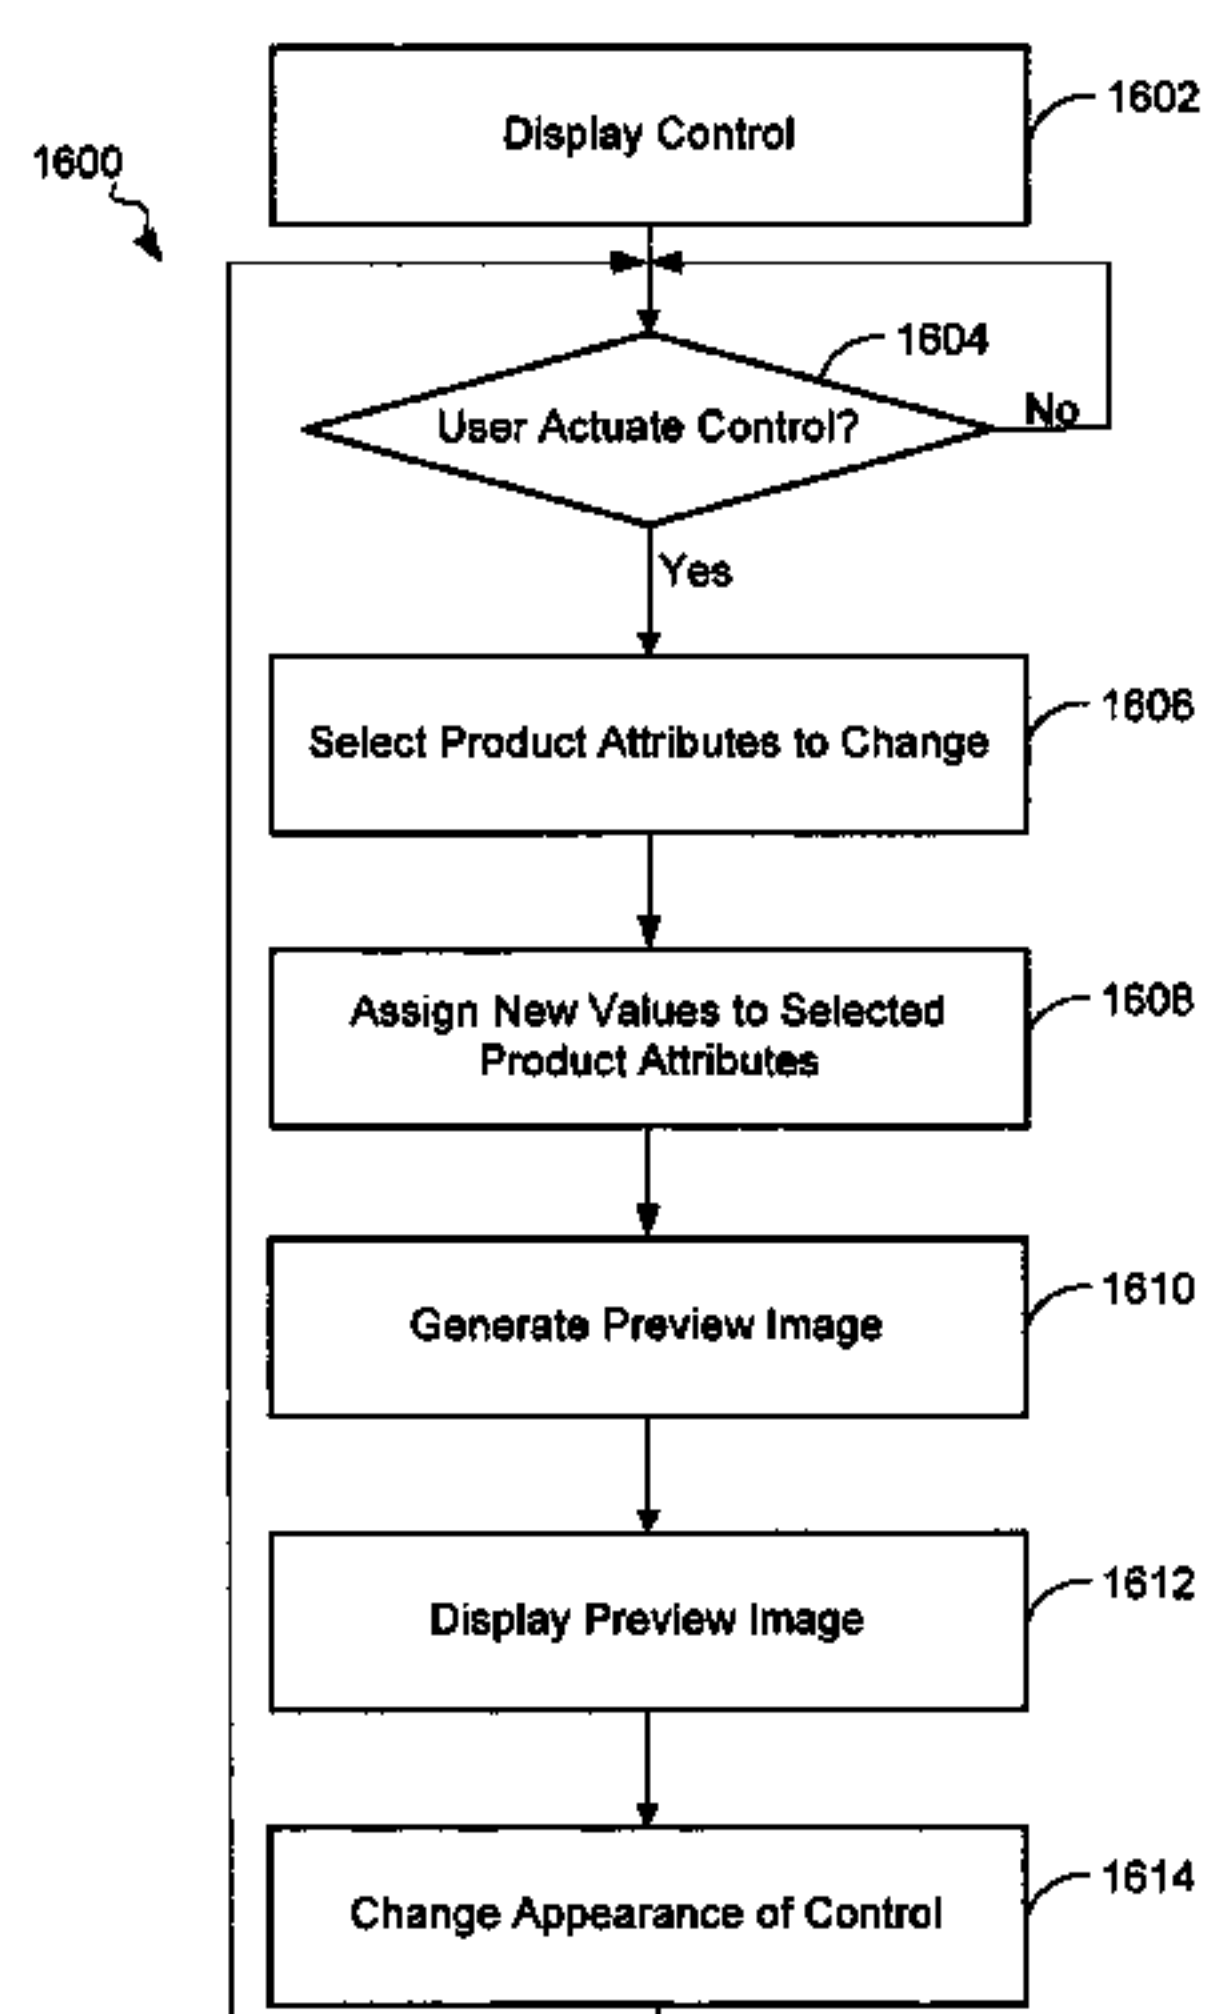 Display Control
1602
1600
1604
User Actuate Control?
No
Yes
Select Product Attributes to Change
1606
Assign New Values to Selected
Product Attributes
1608
Generate Preview Image
1610
Display Preview Image
1612
Change Appearance of Control
1614